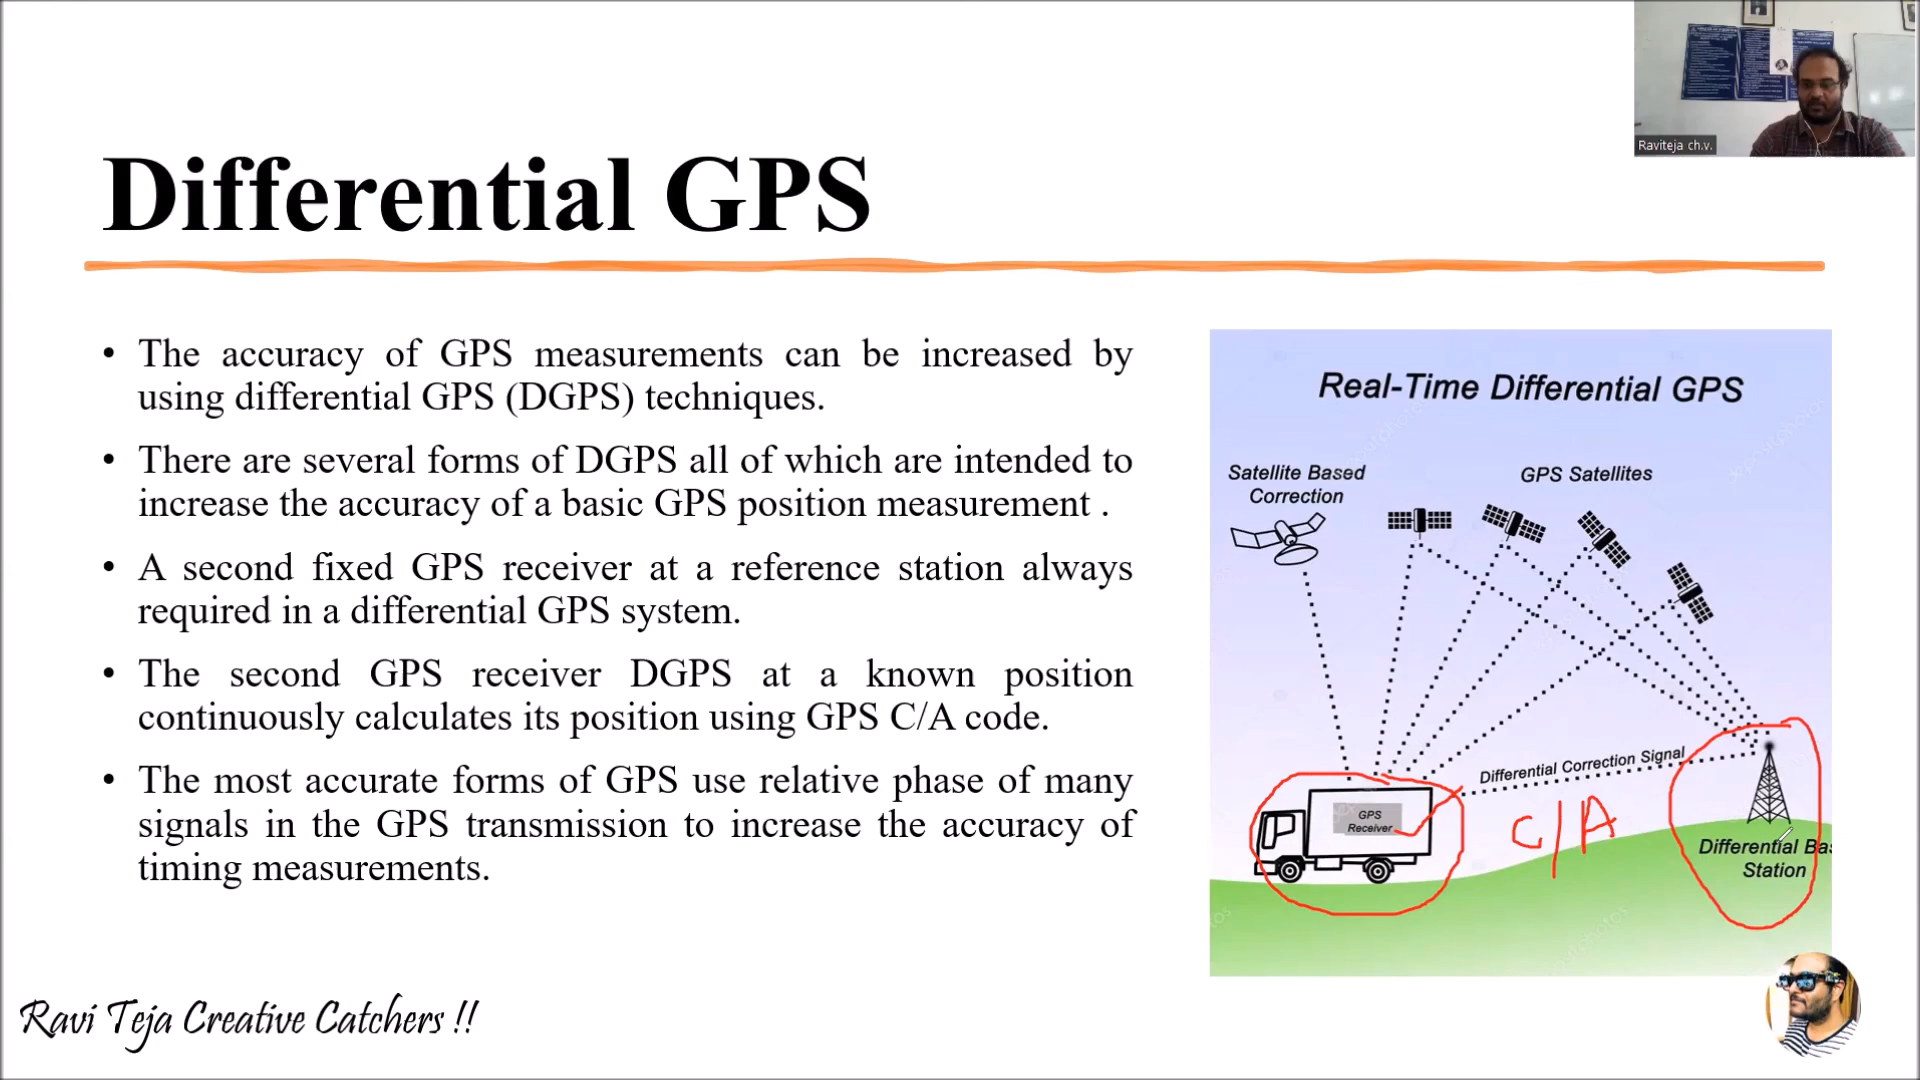 Raviteja ch.v.
Differential GPS
• The accuracy of GPS measurements can be increased by
using differential GPS (DGPS) techniques.
• There are several forms of DGPS all of which are intended to
increase the accuracy of a basic GPS position measurement .
• A second fixed GPS receiver at a reference station always
required in a differential GPS system.
• The second GPS receiver DGPS at a known position
continuously calculates its position using GPS C/A code.
• The most accurate forms of GPS use relative phase of many
signals in the GPS transmission to increase the accuracy of
timing measurements.
Real-Time Differential GPS
Satellite Based
Correction
GPS Satellites
Differential Correction Signal
GPS
Receiver
C/A
Differential Bas
Station
Ravi Teja Creative Catchers !!